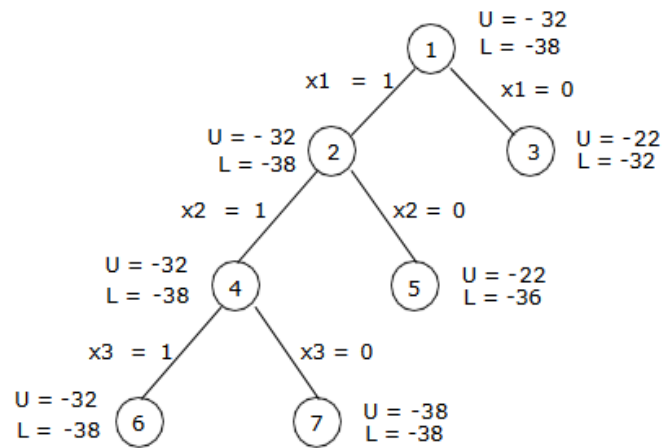 U = - 32
L = -38
1
x1 = 1
x1 = 0
U = - 32
L = -38
2
3
U = -22
L = -32
x2 = 1
x2 = 0
U = -32
L = -38
4
5
U = -22
L = -36
x3 = 1
x3 = 0
U = -32
L = -38
6
7
U = -38
L = -38